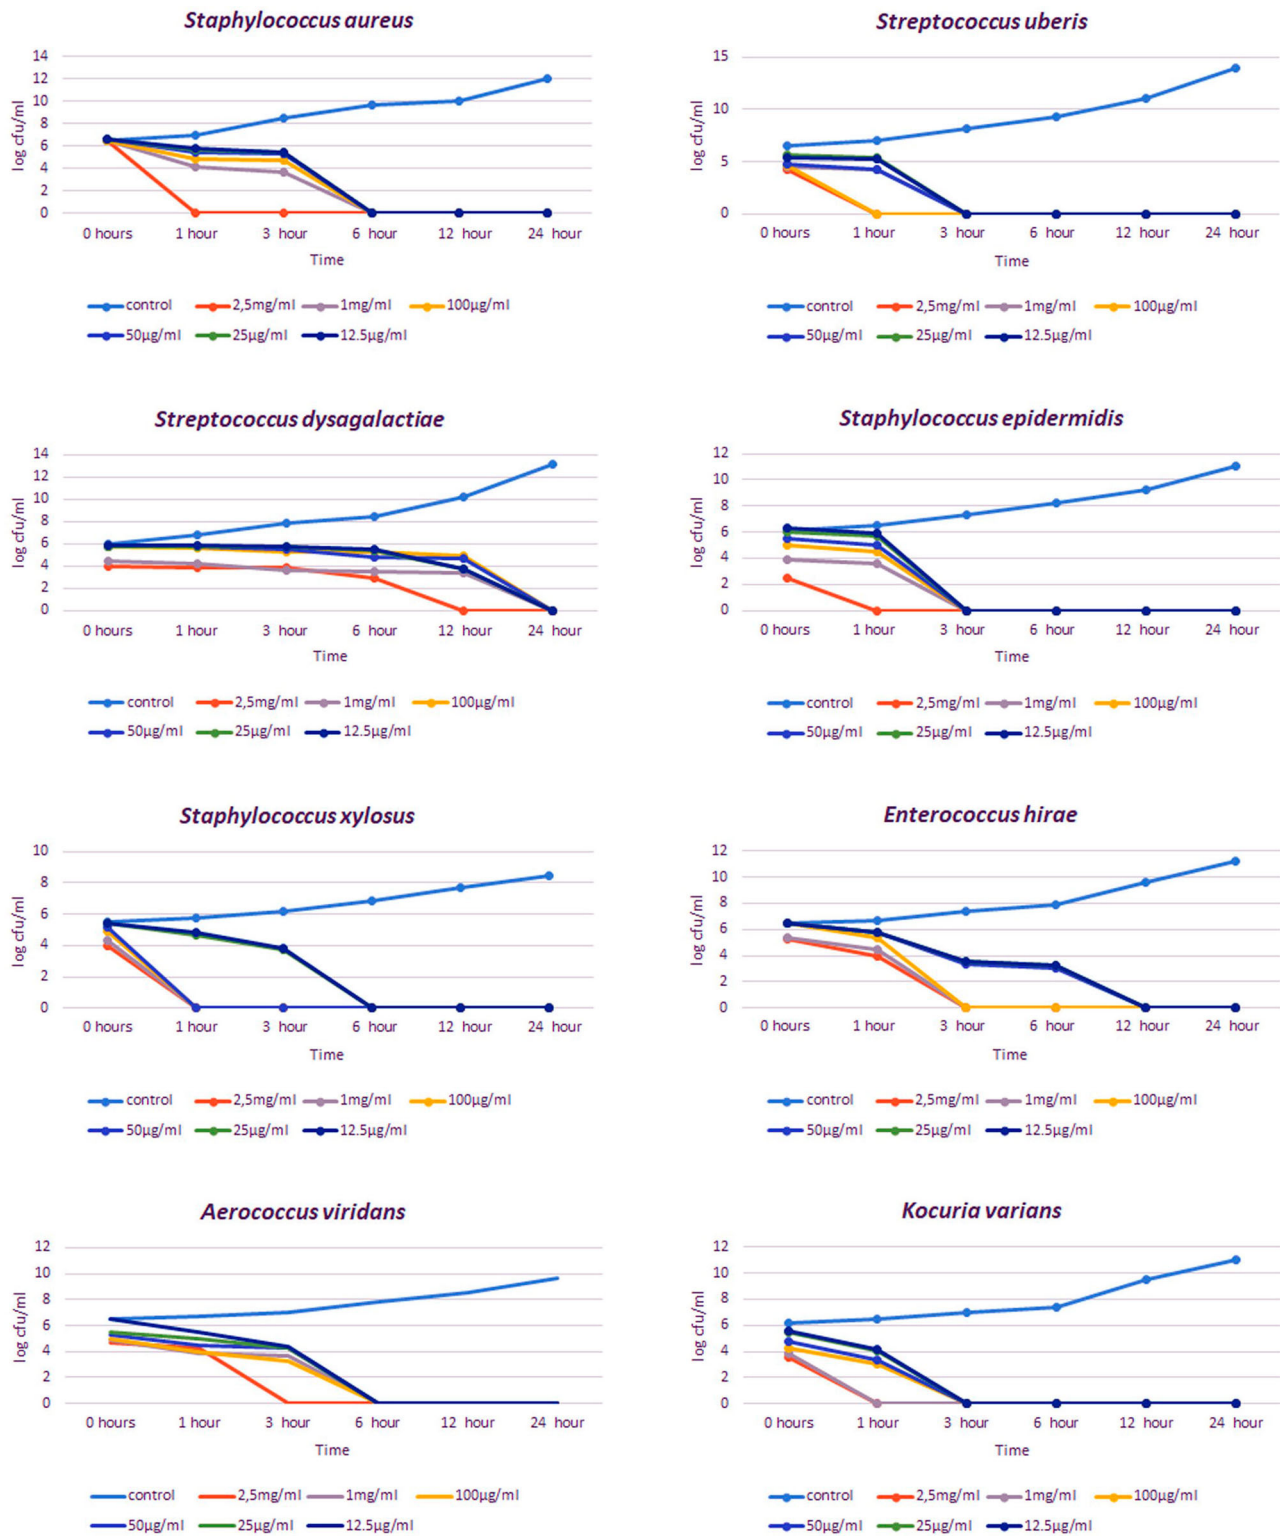 Staphylococcus aureus
14
12
10
8
6
4
2
0
log cfu/ml
0 hours 1 hour 3 hour 6 hour 12 hour 24 hour
Time
control 2,5mg/ml 1mg/ml 100µg/ml
50µg/ml 25µg/ml 12.5µg/ml
Streptococcus uberis
15
10
5
0
log cfu/ml
0 hours 1 hour 3 hour 6 hour 12 hour 24 hour
Time
control 2,5mg/ml 1mg/ml 100µg/ml
50µg/ml 25µg/ml 12.5µg/ml
Streptococcus dysagalactiae
14
12
10
8
6
4
2
0
log cfu/ml
0 hours 1 hour 3 hour 6 hour 12 hour 24 hour
Time
control 2,5mg/ml 1mg/ml 100µg/ml
50µg/ml 25µg/ml 12.5µg/ml
Staphylococcus epidermidis
12
10
8
6
4
2
0
log cfu/ml
0 hours 1 hour 3 hour 6 hour 12 hour 24 hour
Time
control 2,5mg/ml 1mg/ml 100µg/ml
50µg/ml 25µg/ml 12.5µg/ml
Staphylococcus xylosus
10
8
6
4
2
0
log cfu/ml
0 hours 1 hour 3 hour 6 hour 12 hour 24 hour
Time
control 2,5mg/ml 1mg/ml 100µg/ml
50µg/ml 25µg/ml 12.5µg/ml
Enterococcus hirae
12
10
8
6
4
2
0
log cfu/ml
0 hours 1 hour 3 hour 6 hour 12 hour 24 hour
Time
control 2,5mg/ml 1mg/ml 100µg/ml
50µg/ml 25µg/ml 12.5µg/ml
Aerococcus viridans
12
10
8
6
4
2
0
log cfu/ml
0 hours 1 hour 3 hour 6 hour 12 hour 24 hour
Time
control 2,5mg/ml 1mg/ml 100µg/ml
50µg/ml 25µg/ml 12.5µg/ml
Kocuria varians
12
10
8
6
4
2
0
log cfu/ml
0 hours 1 hour 3 hour 6 hour 12 hour 24 hour
Time
control 2,5mg/ml 1mg/ml 100µg/ml
50µg/ml 25µg/ml 12.5µg/ml